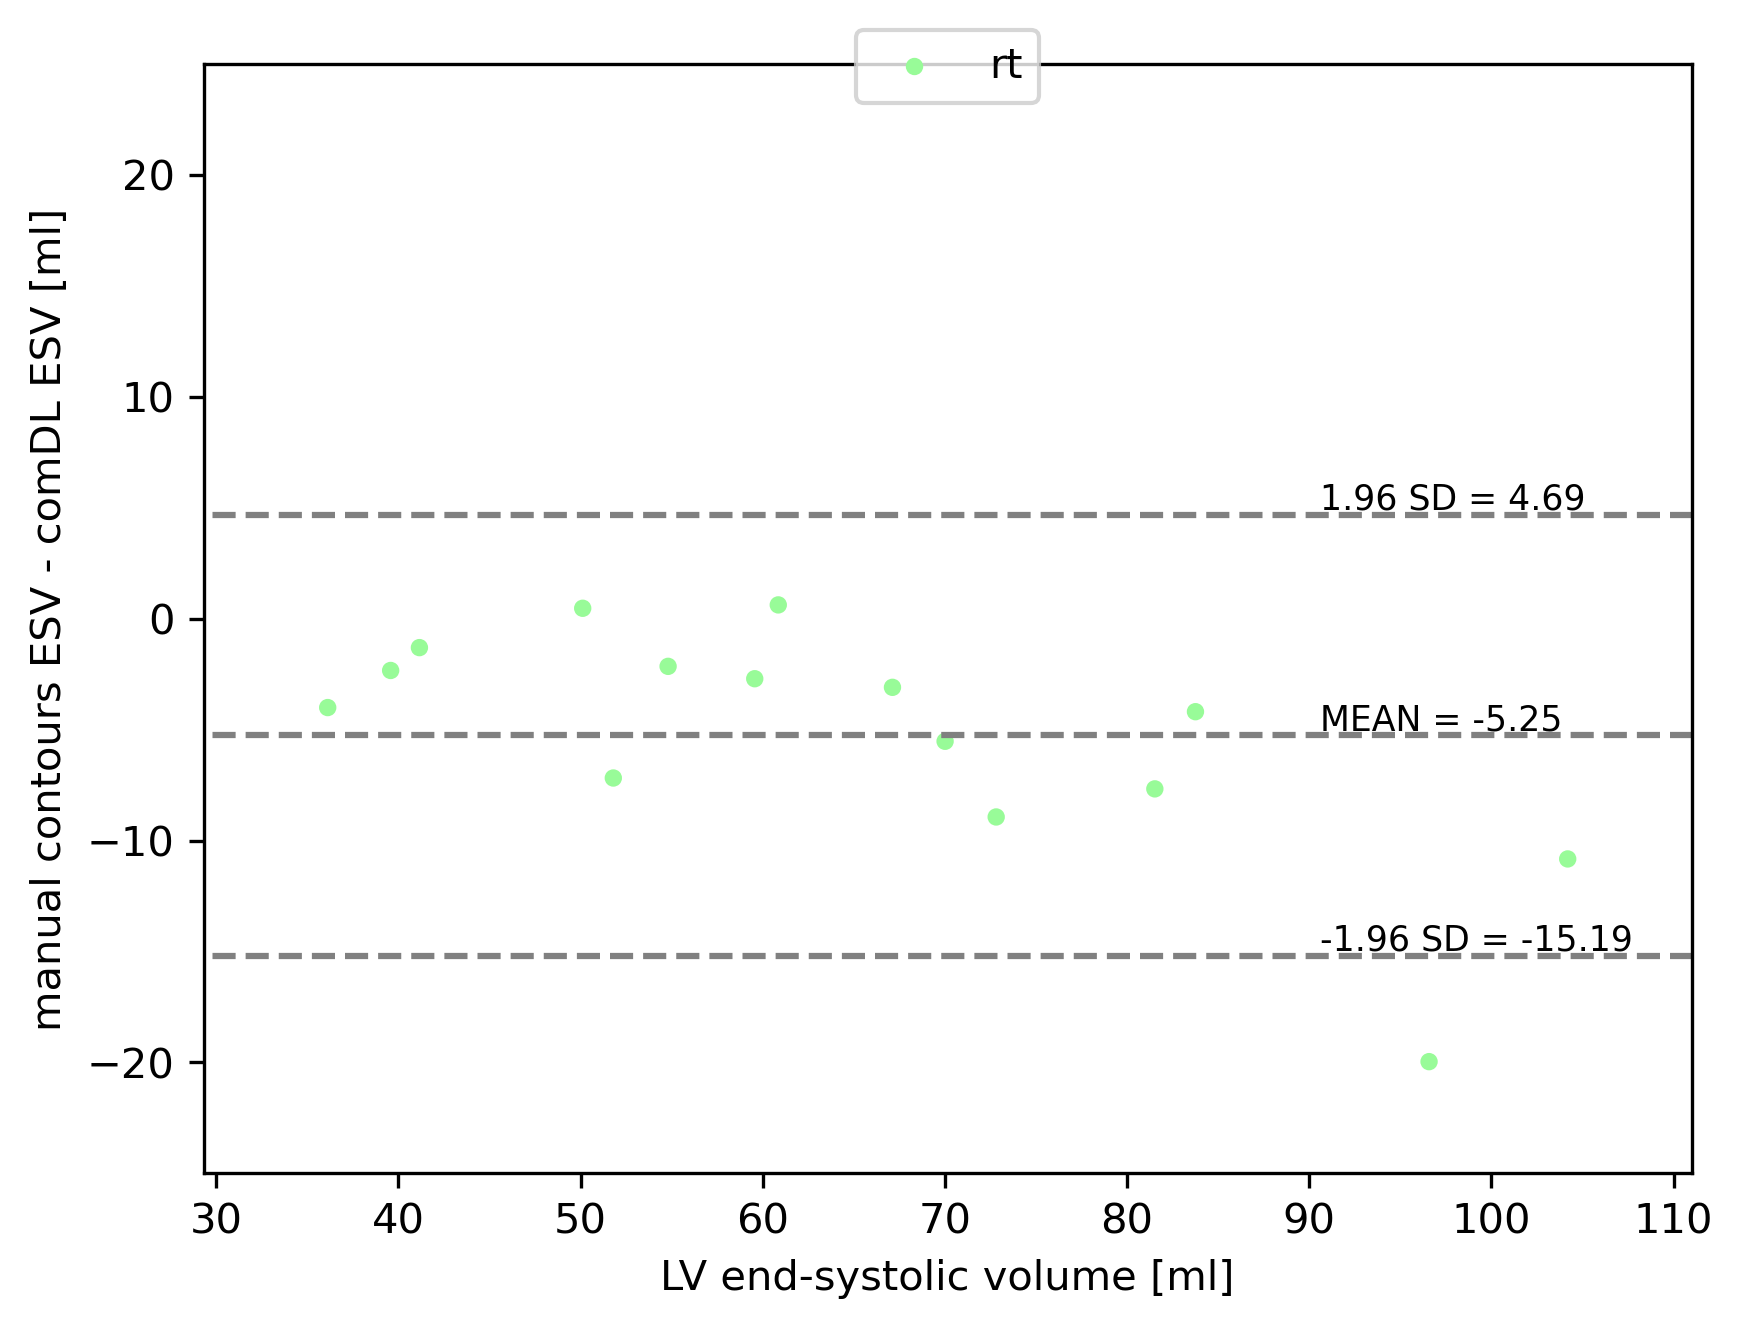 rt
20
10
0
−10
−20
manual contours ESV - comDL ESV [ml]
1.96 SD = 4.69
MEAN = -5.25
-1.96 SD = -15.19
30 40 50 60 70 80 90 100 110
LV end-systolic volume [ml]